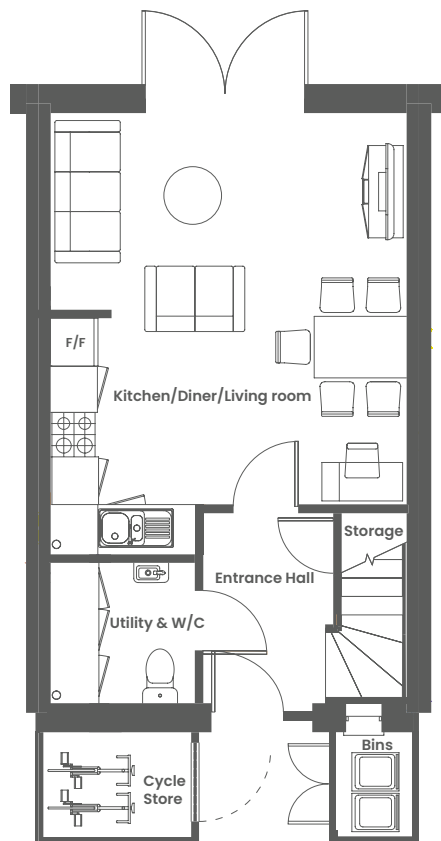 F/F
Kitchen/Diner/Living room
Storage
Entrance Hall
Utility & W/C
Bins
Cycle
Store